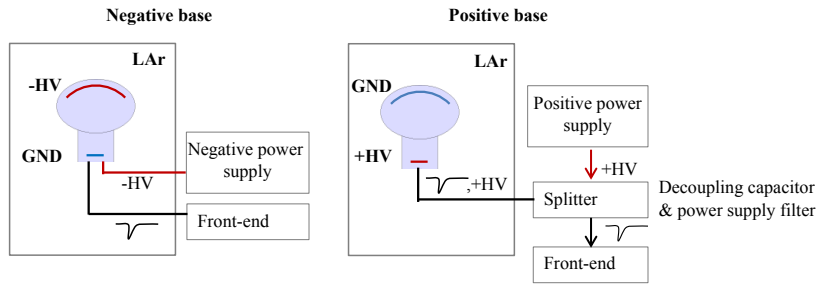 Negative base
LAr
-HV
GND
Negative power
supply
-HV
Front-end
Positive base
LAr
GND
+HV
,+HV
Positive power
supply
+HV
Splitter
Decoupling capacitor
& power supply filter
Front-end